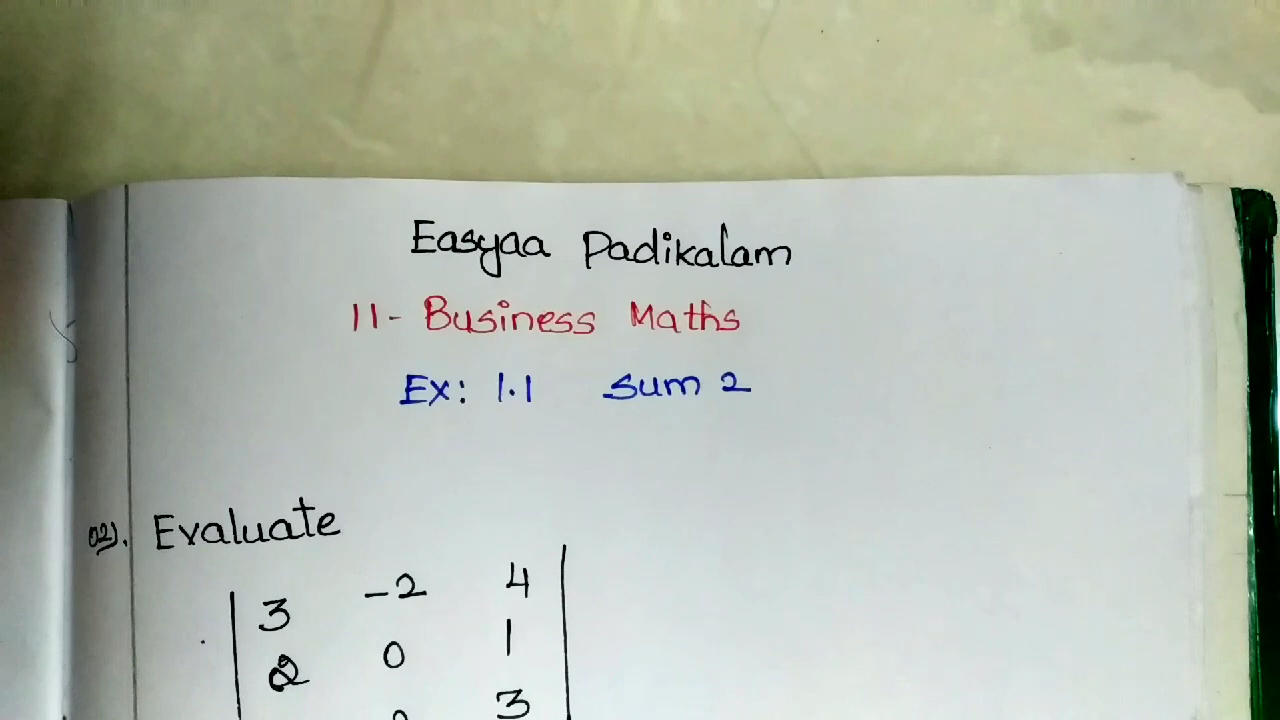 Easyaa Padikalam
11- Business Maths
Ex: 1.1 Sum 2
02). Evaluate
3 -2 4
2 0 1
3